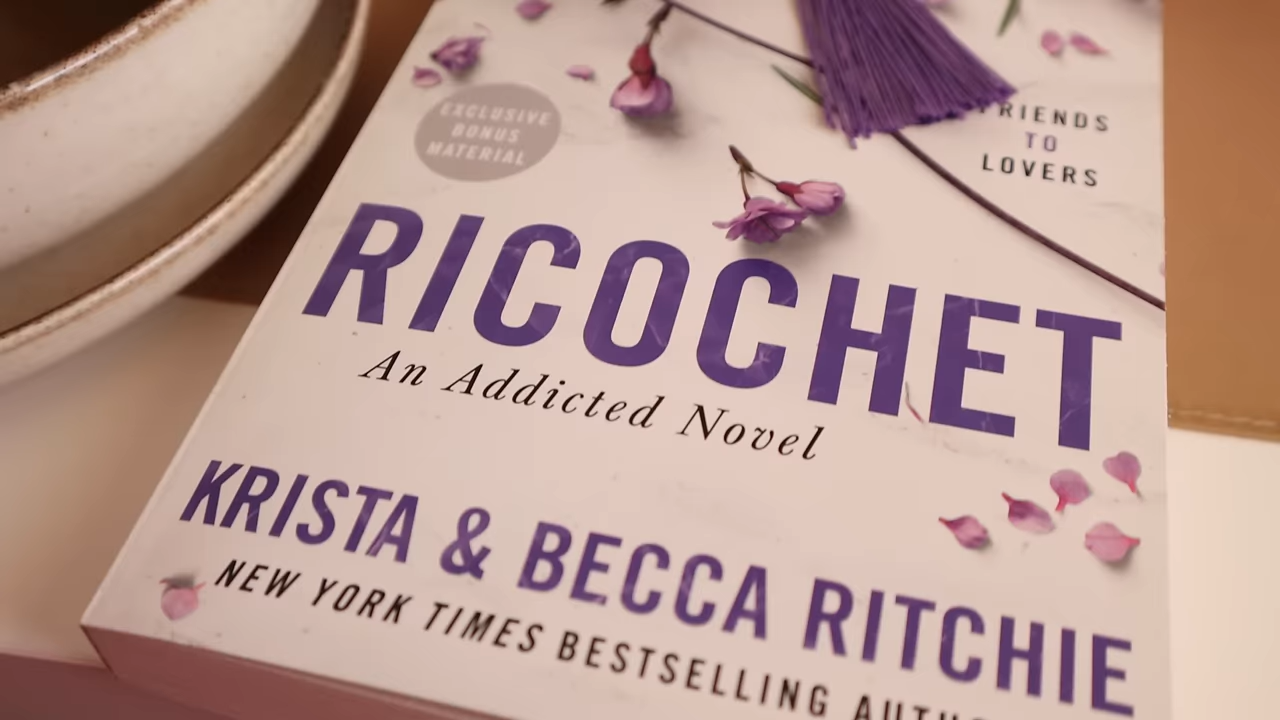 EXCLUSIVE
BONUS
MATERIAL
FRIENDS
TO
LOVERS
RICOCHET
An Addicted Novel
KRISTA & BECCA RITCHIE
NEW YORK TIMES BESTSELLING